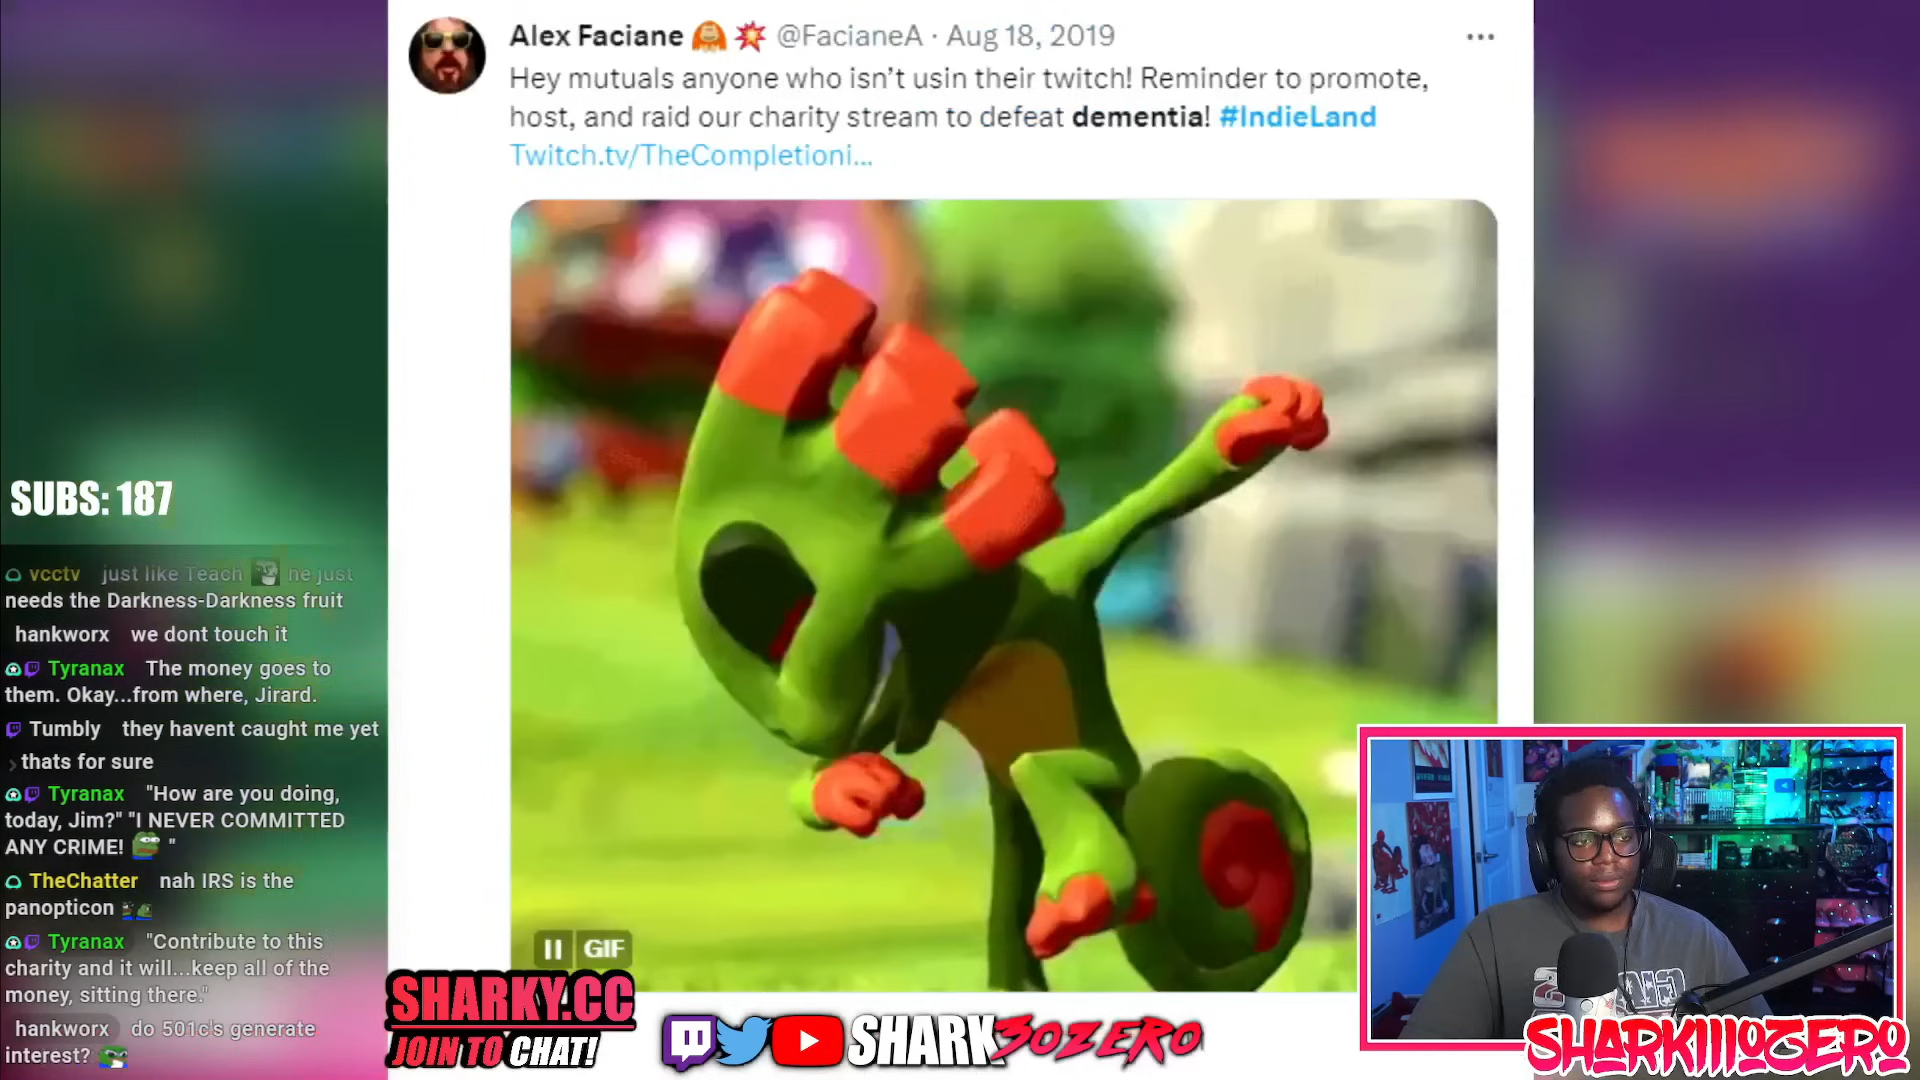 Alex Faciane @FacianeA · Aug 18, 2019
Hey mutuals anyone who isn't usin their twitch! Reminder to promote,
host, and raid our charity stream to defeat dementia! #IndieLand
Twitch.tv/TheCompletioni...
GIF
SUBS: 187
vcctv just like Teach he just
needs the Darkness-Darkness fruit
hankworx we dont touch it
Tyranax The money goes to
them. Okay...from where, Jirard.
Tumbly they havent caught me yet
thats for sure
Tyranax "How are you doing,
today, Jim?" "I NEVER COMMITTED
ANY CRIME! "
TheChatter nah IRS is the
panopticon
Tyranax "Contribute to this
charity and it will...keep all of the
money, sitting there."
hankworx do 501c's generate
interest?
SHARKY.CC
JOIN TO CHAT!
SHARK3OZERO
SHARKIIIOZERO